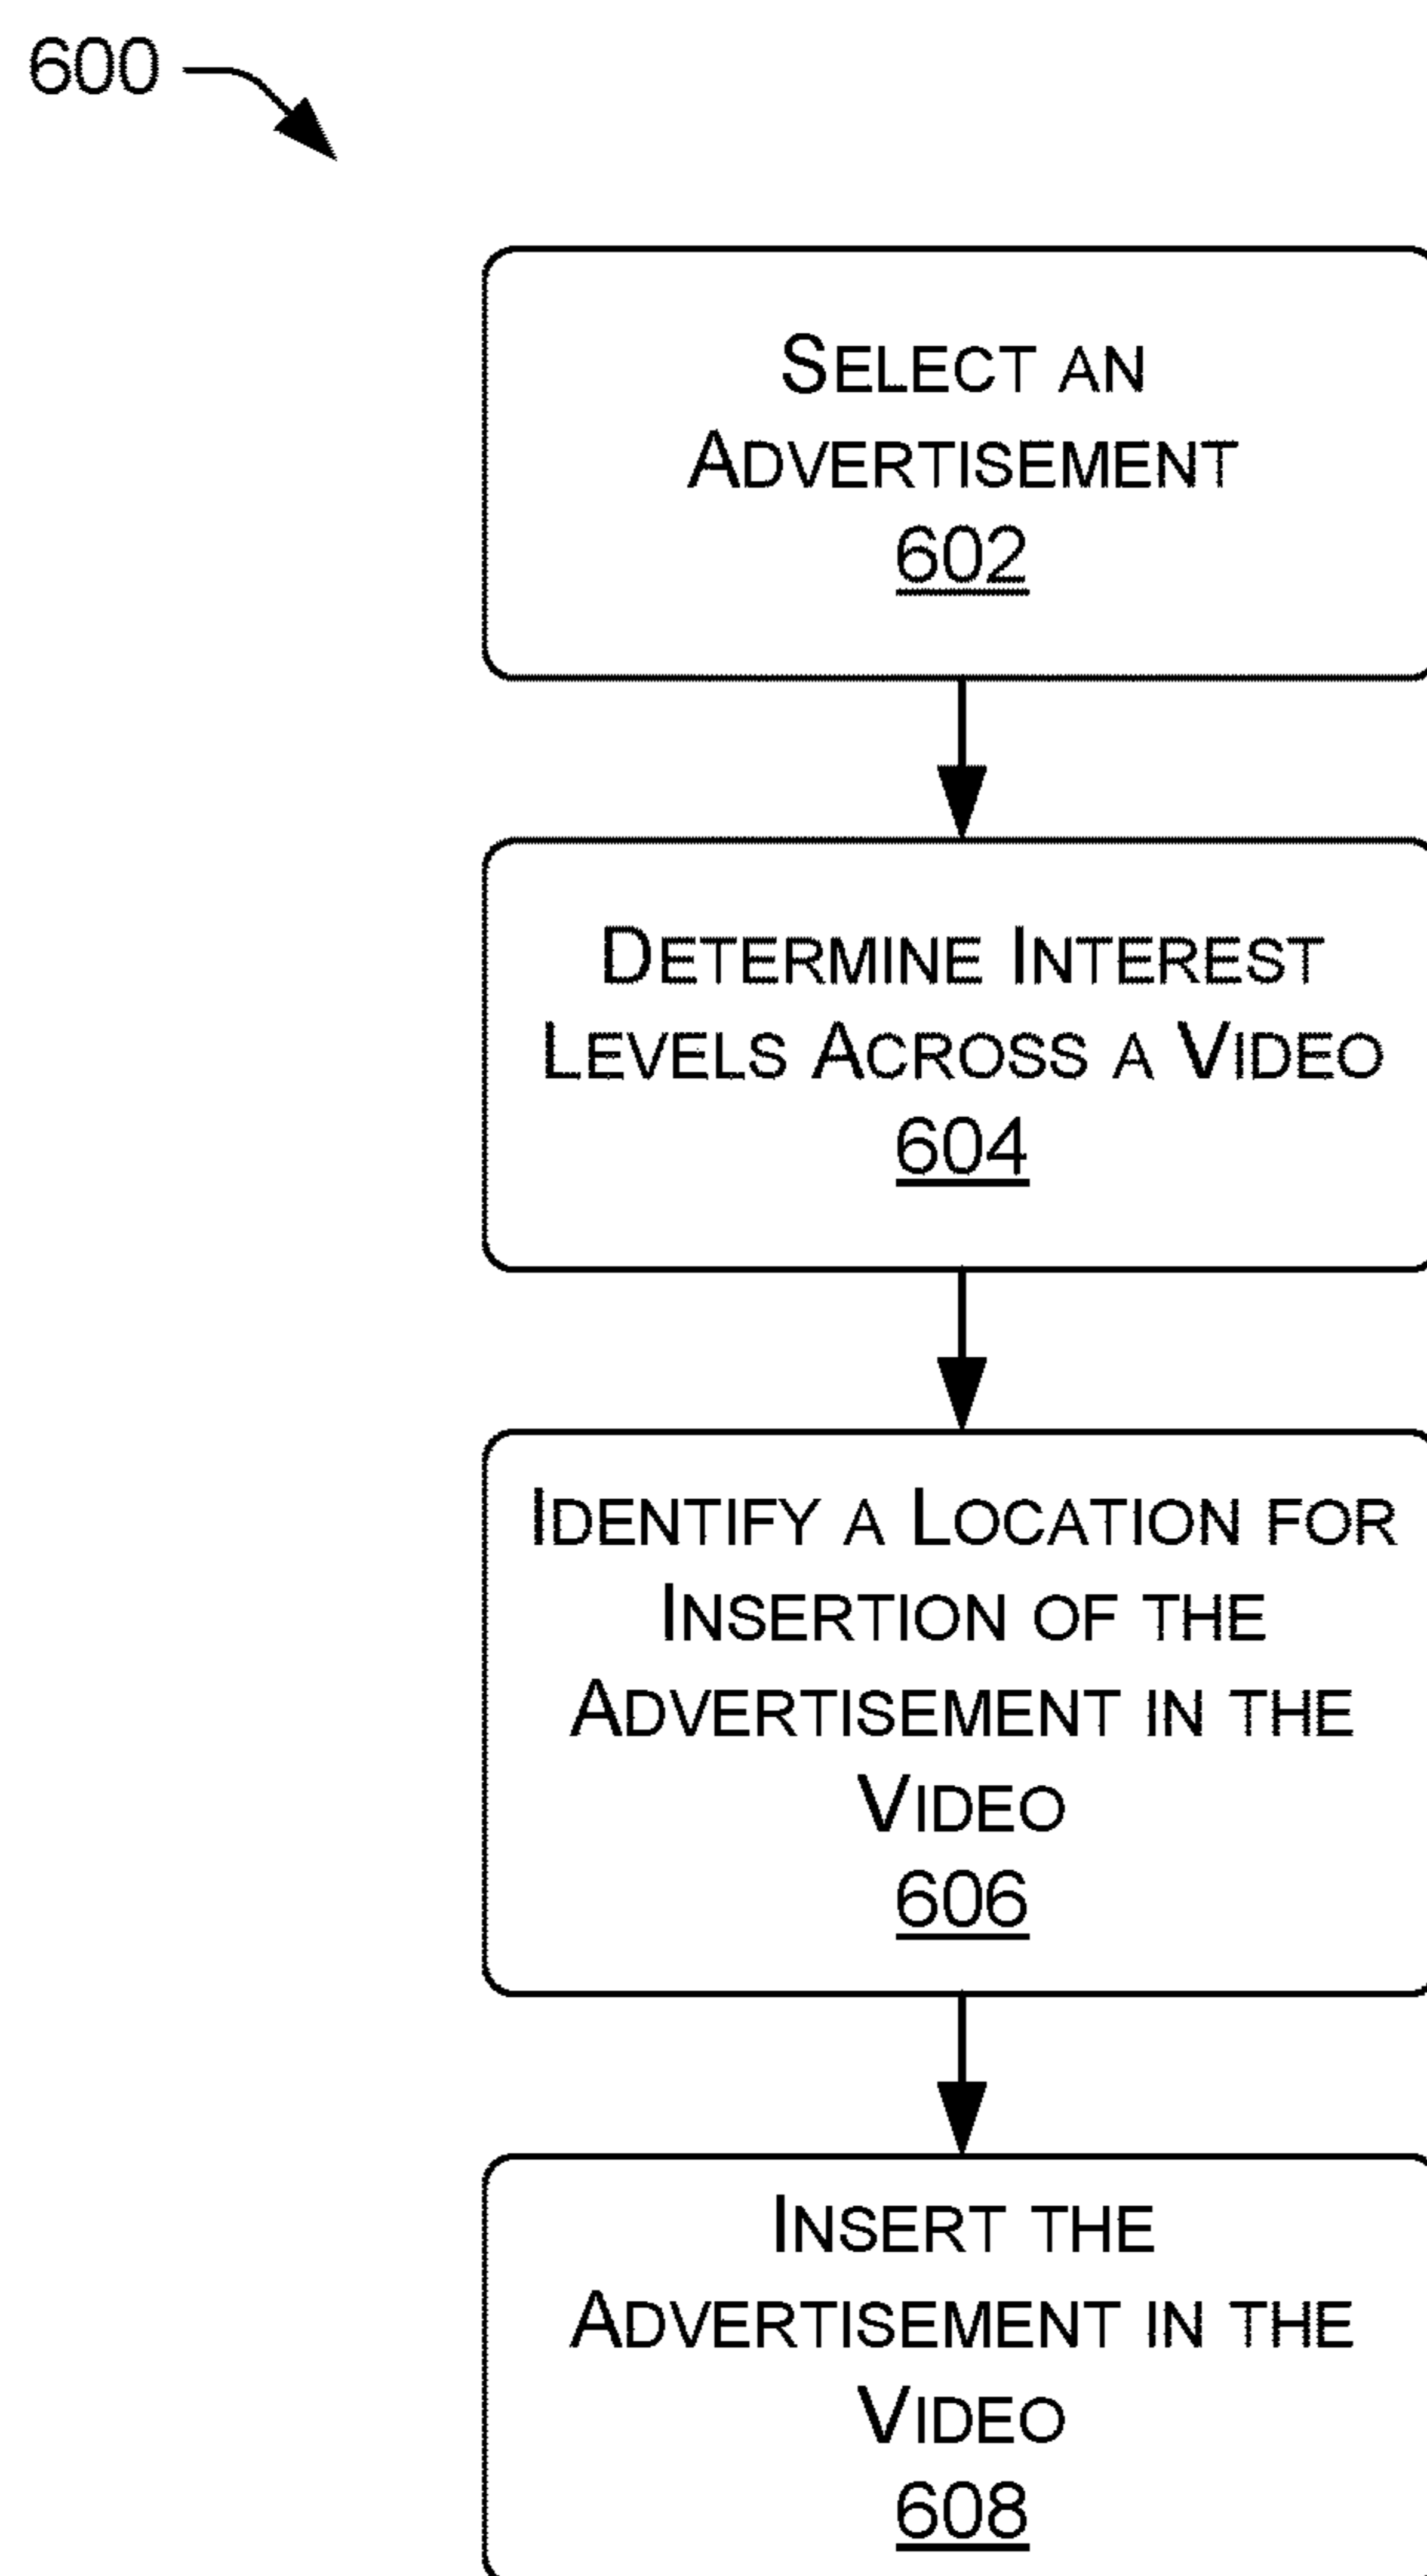 600
SELECT AN
ADVERTISEMENT
602
DETERMINE INTEREST
LEVELS ACROSS A VIDEO
604
IDENTIFY A LOCATION FOR
INSERTION OF THE
ADVERTISEMENT IN THE
VIDEO
606
INSERT THE
ADVERTISEMENT IN THE
VIDEO
608